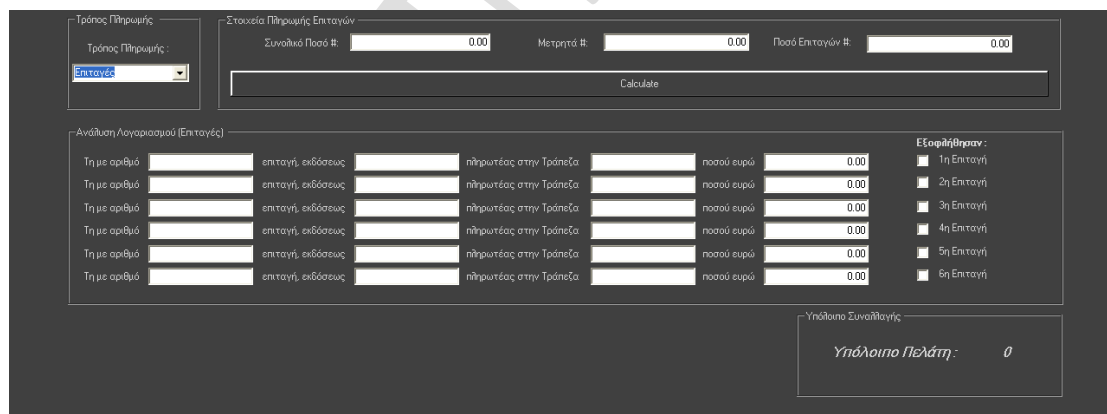 Τρόπος Πληρωμής
Τρόπος Πληρωμής :
Επιταγές
Στοιχεία Πληρωμής Επιταγών
Συνολικό Ποσό #: 0.00 Μετρητά #: 0.00 Ποσό Επιταγών #: 0.00
Calculate
Ανάλυση Λογαριασμού (Επιταγές)
Εξοφλήθησαν :
Τη με αριθμό επιταγή, εκδόσεως πληρωτέας στην Τράπεζα ποσού ευρώ 0.00 1η Επιταγή
Τη με αριθμό επιταγή, εκδόσεως πληρωτέας στην Τράπεζα ποσού ευρώ 0.00 2η Επιταγή
Τη με αριθμό επιταγή, εκδόσεως πληρωτέας στην Τράπεζα ποσού ευρώ 0.00 3η Επιταγή
Τη με αριθμό επιταγή, εκδόσεως πληρωτέας στην Τράπεζα ποσού ευρώ 0.00 4η Επιταγή
Τη με αριθμό επιταγή, εκδόσεως πληρωτέας στην Τράπεζα ποσού ευρώ 0.00 5η Επιταγή
Τη με αριθμό επιταγή, εκδόσεως πληρωτέας στην Τράπεζα ποσού ευρώ 0.00 6η Επιταγή
Υπόλοιπο Συναλλαγής
Υπόλοιπο Πελάτη : 0